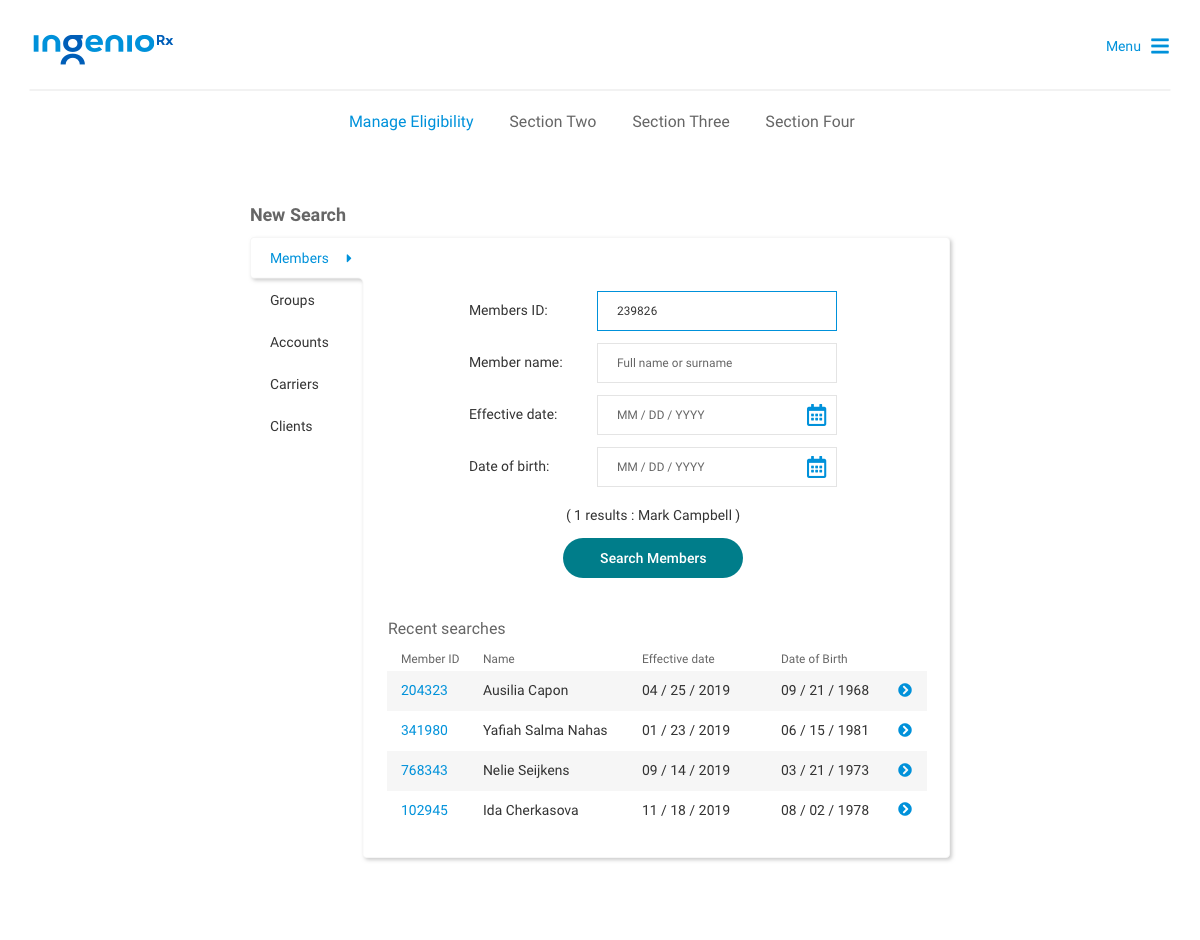 ingenioRx
Menu
Manage Eligibility Section Two Section Three Section Four
New Search
Members
Groups
Accounts
Carriers
Clients
Members ID: 239826
Member name: Full name or surname
Effective date: MM / DD / YYYY
Date of birth: MM / DD / YYYY
( 1 results : Mark Campbell )
Search Members
Recent searches
Member ID Name Effective date Date of Birth
204323 Ausilia Capon 04 / 25 / 2019 09 / 21 / 1968
341980 Yafiah Salma Nahas 01 / 23 / 2019 06 / 15 / 1981
768343 Nelie Seijkens 09 / 14 / 2019 03 / 21 / 1973
102945 Ida Cherkasova 11 / 18 / 2019 08 / 02 / 1978